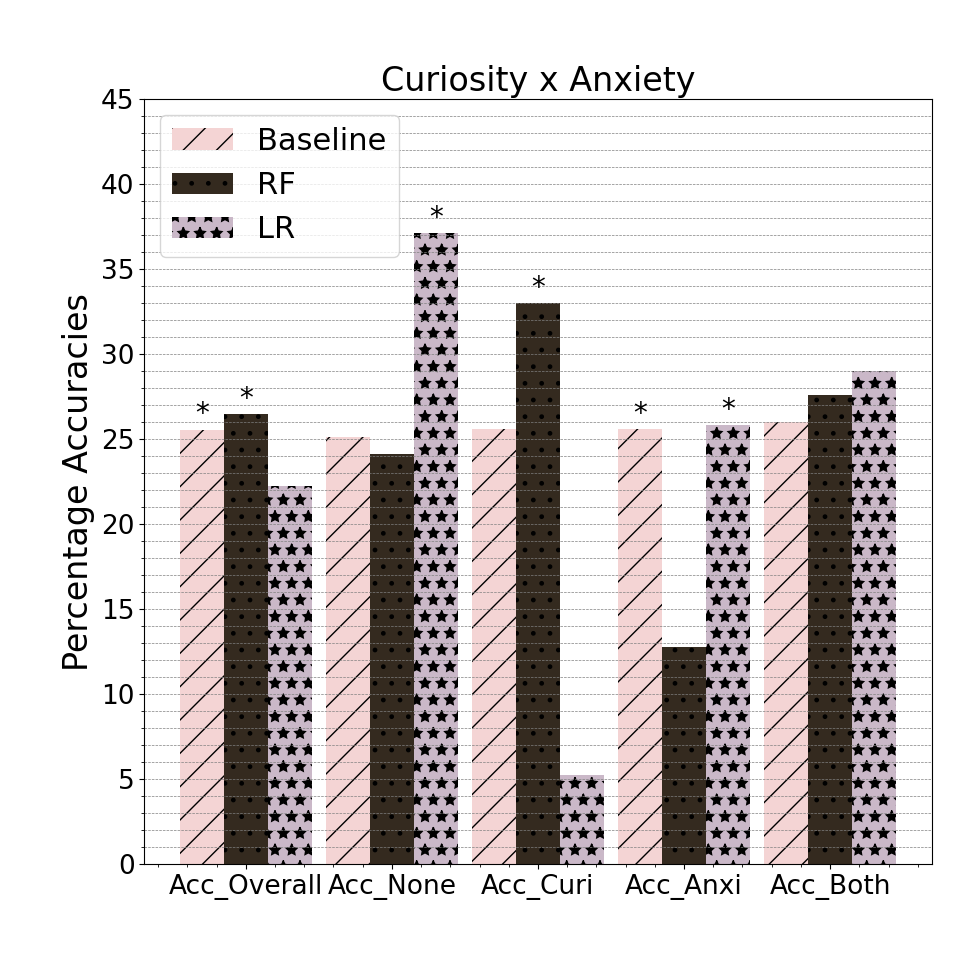 Curiosity x Anxiety
45
40
35
30
25
20
15
10
5
0
Percentage Accuracies
Baseline
RF
LR
*
*
*
*
*
*
Acc_Overall Acc_None Acc_Curi Acc_Anxi Acc_Both